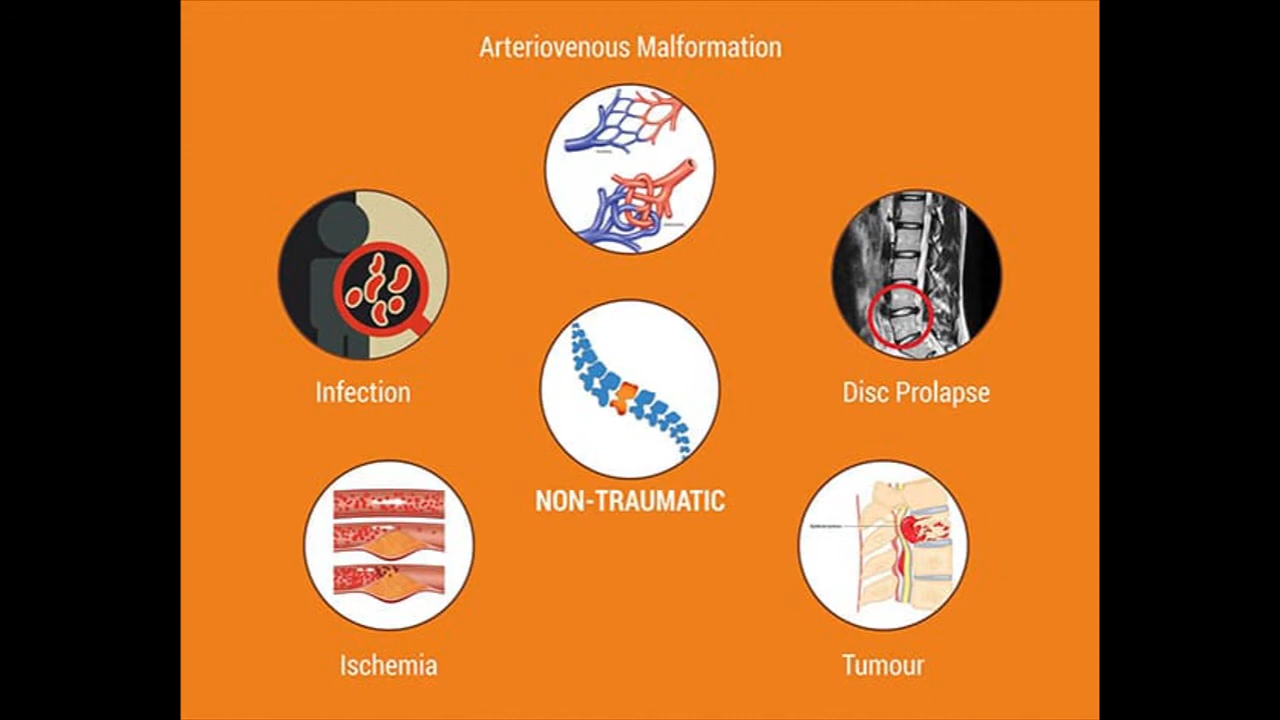 Arteriovenous Malformation
Infection
Disc Prolapse
NON-TRAUMATIC
Ischemia
Tumour